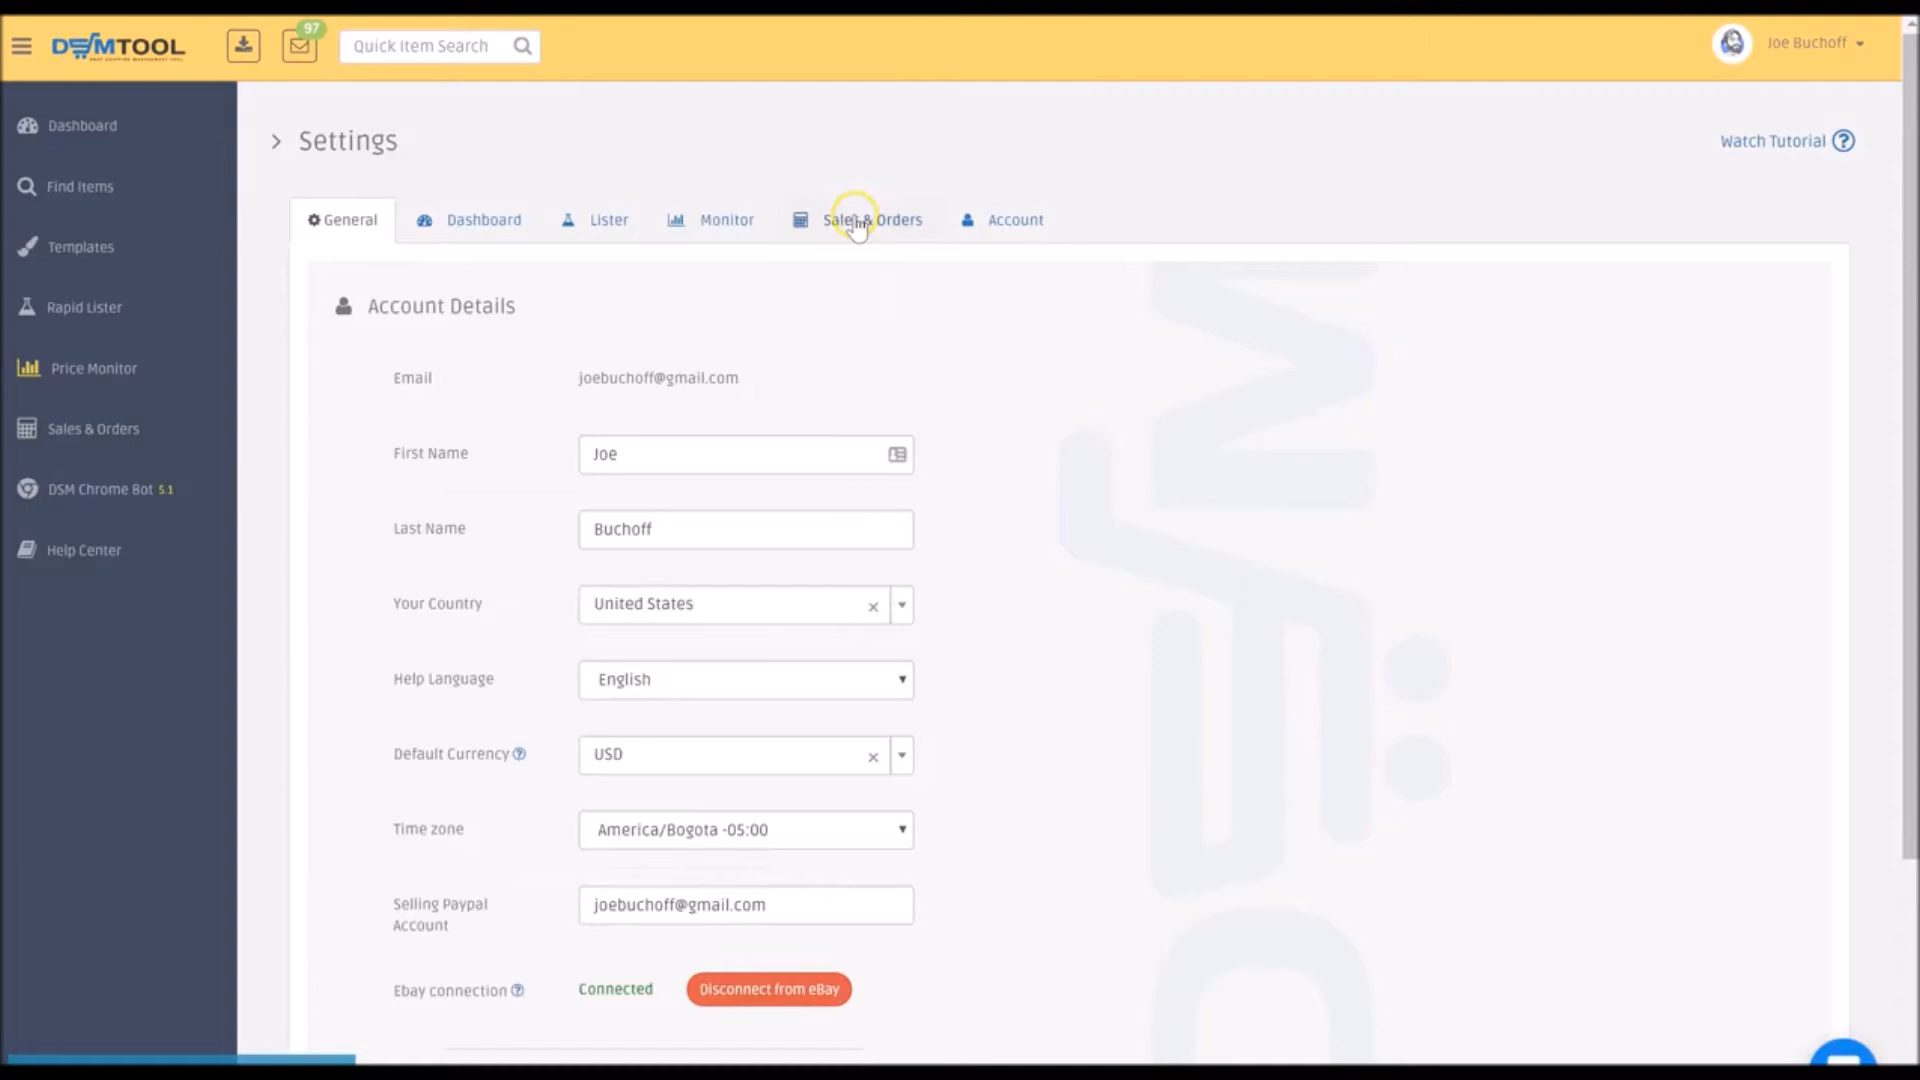 DSMTOOL
97
Quick Item Search
Joe Buchoff
Dashboard
Find Items
Templates
Rapid Lister
Price Monitor
Sales & Orders
DSM Chrome Bot 5.1
Help Center
Settings
Watch Tutorial
General
Dashboard
Lister
Monitor
Sales & Orders
Account
Account Details
Email
joebuchoff@gmail.com
First Name
Joe
Last Name
Buchoff
Your Country
United States
Help Language
English
Default Currency
USD
Time zone
America/Bogota -05:00
Selling Paypal
Account
joebuchoff@gmail.com
Ebay connection
Connected
Disconnect from eBay